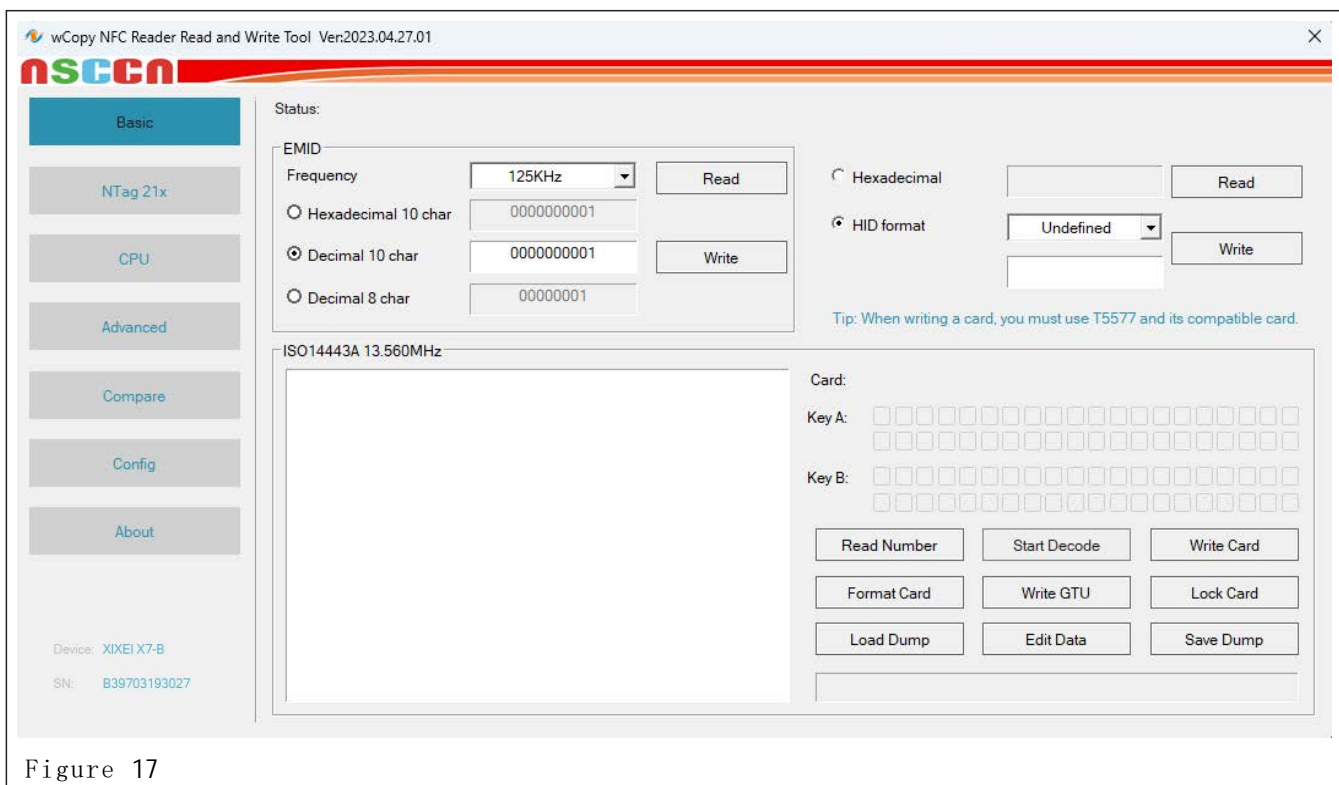 wCopy NFC Reader Read and Write Tool Ver:2023.04.27.01
nsccn
Basic
NTag 21x
CPU
Advanced
Compare
Config
About
Device: XIXEI X7-B
SN: B39703193027
Status:
EMID
Frequency 125KHz Read
Hexadecimal 10 char 0000000001
Decimal 10 char 0000000001 Write
Decimal 8 char 00000001
Hexadecimal Read
HID format Undefined Write
Tip: When writing a card, you must use T5577 and its compatible card.
ISO14443A 13.560MHz
Card:
Key A:
Key B:
Read Number Start Decode Write Card
Format Card Write GTU Lock Card
Load Dump Edit Data Save Dump
Figure 17